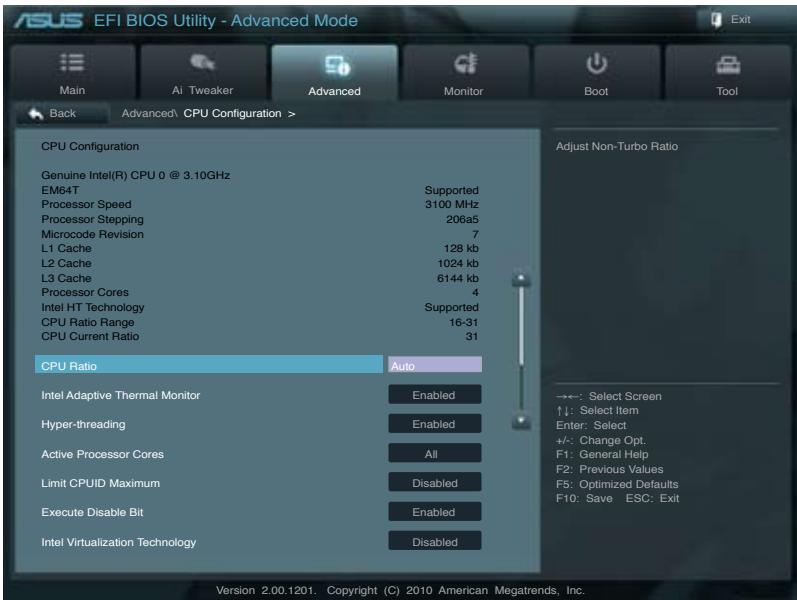 ASUS EFI BIOS Utility - Advanced Mode
Exit
Main
Ai Tweaker
Advanced
Monitor
Boot
Tool
Back
Advanced\ CPU Configuration >
CPU Configuration
Genuine Intel(R) CPU 0 @ 3.10GHz
EM64T Supported
Processor Speed 3100 MHz
Processor Stepping 206a5
Microcode Revision 7
L1 Cache 128 kb
L2 Cache 1024 kb
L3 Cache 6144 kb
Processor Cores 4
Intel HT Technology Supported
CPU Ratio Range 16-31
CPU Current Ratio 31
CPU Ratio Auto
Intel Adaptive Thermal Monitor Enabled
Hyper-threading Enabled
Active Processor Cores All
Limit CPUID Maximum Disabled
Execute Disable Bit Enabled
Intel Virtualization Technology Disabled
Adjust Non-Turbo Ratio
→←: Select Screen
↑↓: Select Item
Enter: Select
+/-: Change Opt.
F1: General Help
F2: Previous Values
F5: Optimized Defaults
F10: Save ESC: Exit
Version 2.00.1201. Copyright (C) 2010 American Megatrends, Inc.